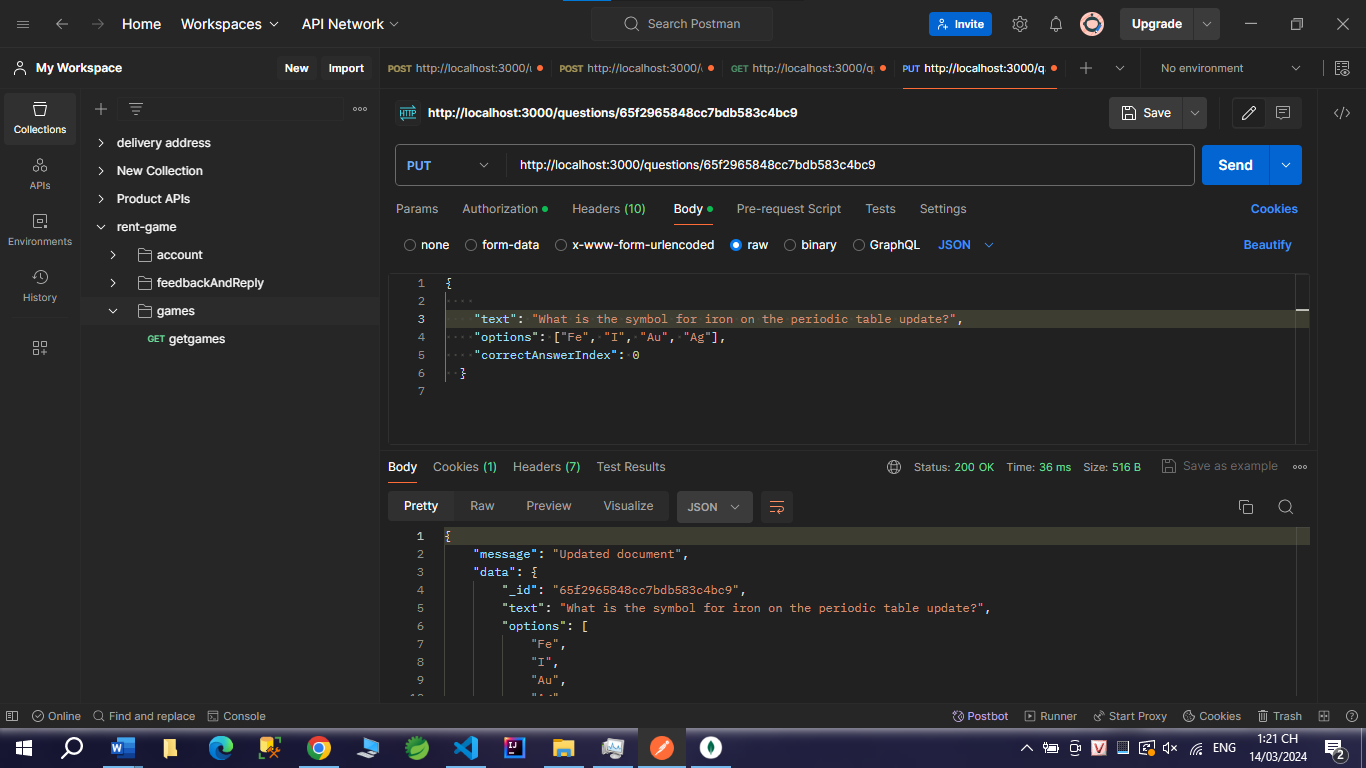 Home Workspaces API Network Search Postman Invite Upgrade
My Workspace New Import POST http://localhost:3000/ POST http://localhost:3000/ GET http://localhost:3000/q PUT http://localhost:3000/q No environment
Collections
APIs
Environments
History
delivery address
New Collection
Product APIs
rent-game
account
feedbackAndReply
games
GET getgames
HTTP http://localhost:3000/questions/65f2965848cc7bdb583c4bc9 Save
PUT http://localhost:3000/questions/65f2965848cc7bdb583c4bc9 Send
Params Authorization Headers (10) Body Pre-request Script Tests Settings Cookies
none form-data x-www-form-urlencoded raw binary GraphQL JSON Beautify
1 {
2
3 "text": "What is the symbol for iron on the periodic table update?",
4 "options": ["Fe", "I", "Au", "Ag"],
5 "correctAnswerIndex": 0
6 }
7
Body Cookies (1) Headers (7) Test Results Status: 200 OK Time: 36 ms Size: 516 B Save as example
Pretty Raw Preview Visualize JSON
1 {
2 "message": "Updated document",
3 "data": {
4 "_id": "65f2965848cc7bdb583c4bc9",
5 "text": "What is the symbol for iron on the periodic table update?",
6 "options": [
7 "Fe",
8 "I",
9 "Au",
Online Find and replace Console Postbot Runner Start Proxy Cookies Trash
ENG 1:21 CH
14/03/2024
2